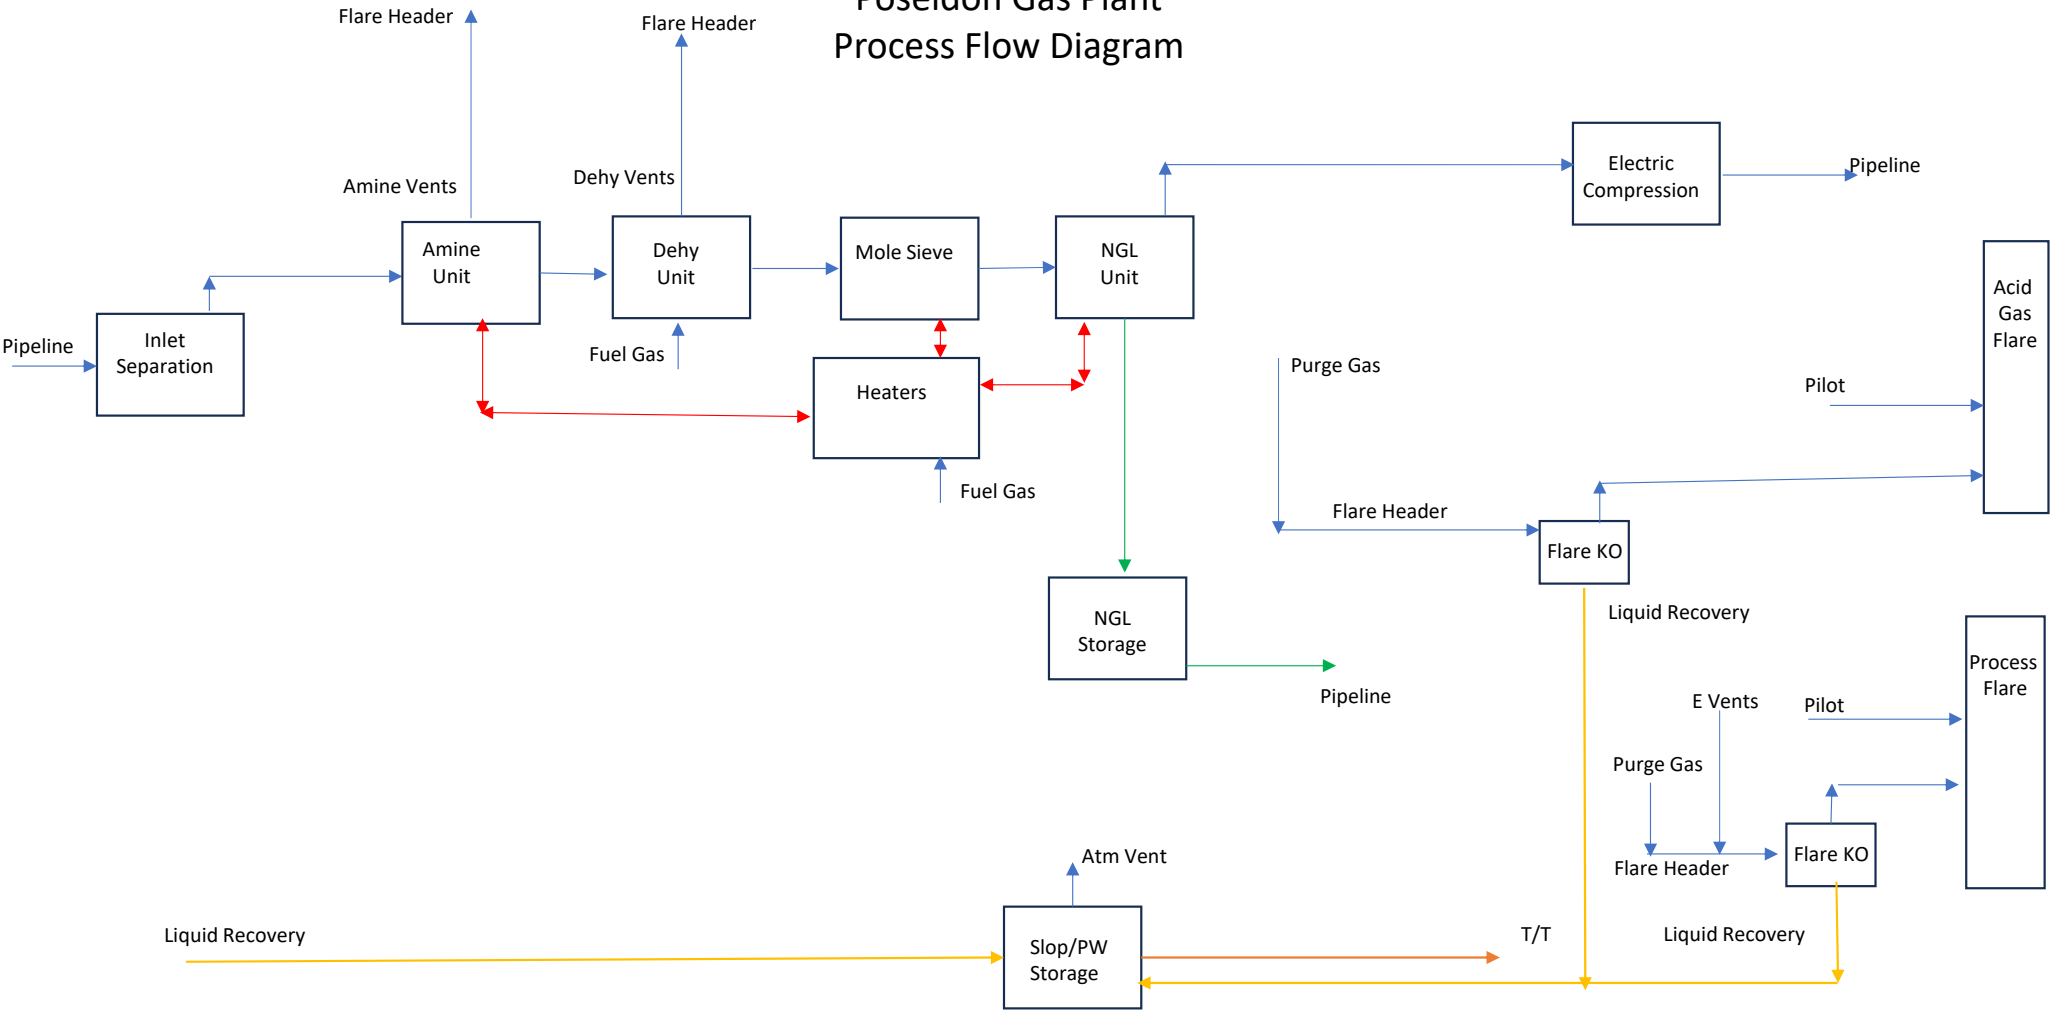 Poseidon Gas Plant
Process Flow Diagram
Flare Header
Flare Header
Amine Vents
Dehy Vents
Electric
Compression
Pipeline
Amine
Unit
Dehy
Unit
Mole Sieve
NGL
Unit
Acid
Gas
Flare
Pipeline
Inlet
Separation
Fuel Gas
Heaters
Purge Gas
Pilot
Fuel Gas
Flare Header
Flare KO
NGL
Storage
Liquid Recovery
Pipeline
Process
Flare
E Vents
Pilot
Purge Gas
Flare Header
Flare KO
Atm Vent
Liquid Recovery
Slop/PW
Storage
T/T
Liquid Recovery